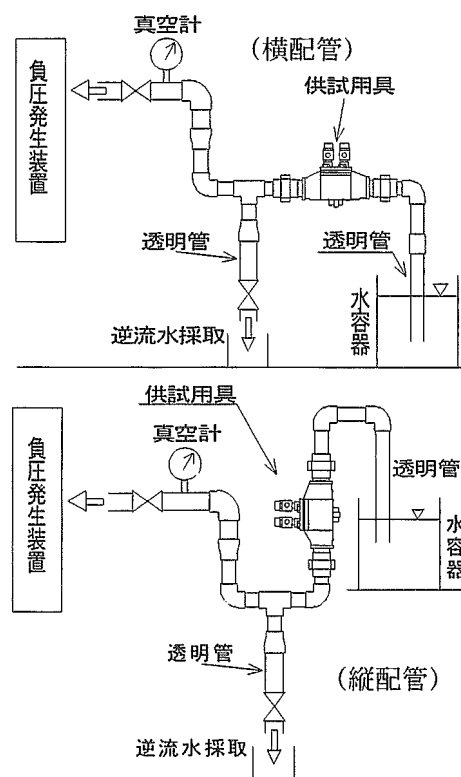 真空計
(横配管)
負圧発生装置
供試用具
透明管
透明管
水容器
逆流水採取
供試用具
真空計
負圧発生装置
透明管
水容器
透明管
(縦配管)
逆流水採取